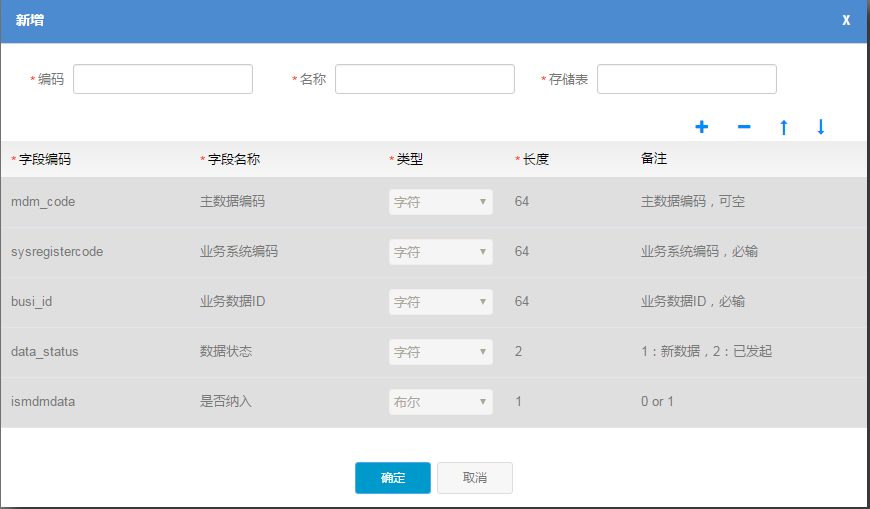 新增 X
*编码 *名称 *存储表
*字段编码 *字段名称 *类型 *长度 备注
mdm_code 主数据编码 字符 64 主数据编码，可空
sysregistercode 业务系统编码 字符 64 业务系统编码，必输
busi_id 业务数据ID 字符 64 业务数据ID，必输
data_status 数据状态 字符 2 1：新数据，2：已发起
ismdmdata 是否纳入 布尔 1 0 or 1
确定 取消